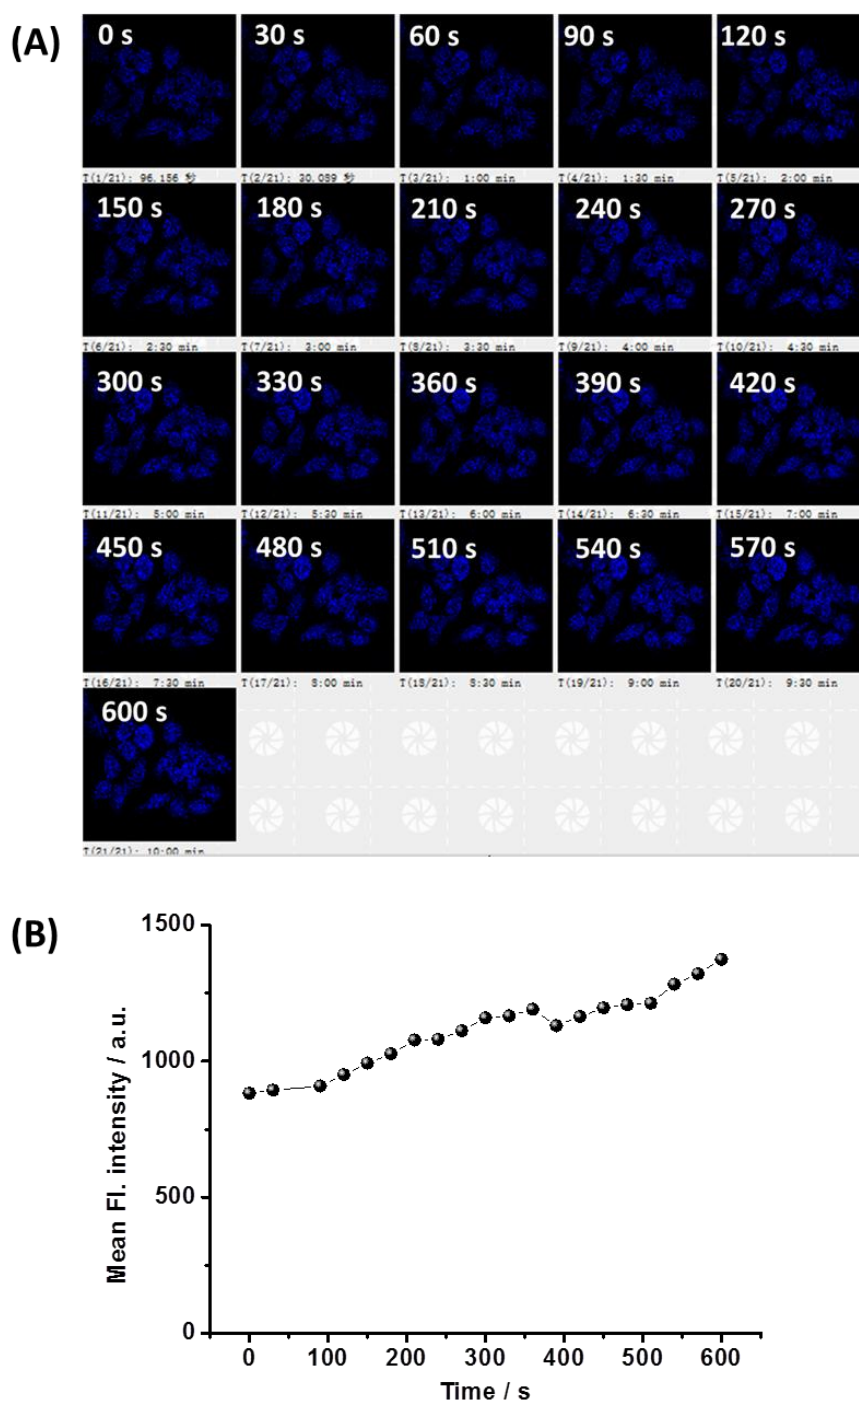 (A)
0 s 30 s 60 s 90 s 120 s
T(1/21): 96.156 秒 T(2/21): 30.089 秒 T(3/21): 1:00 min T(4/21): 1:30 min T(5/21): 2:00 min
150 s 180 s 210 s 240 s 270 s
T(6/21): 2:30 min T(7/21): 3:00 min T(8/21): 3:30 min T(9/21): 4:00 min T(10/21): 4:30 min
300 s 330 s 360 s 390 s 420 s
T(11/21): 5:00 min T(12/21): 5:30 min T(13/21): 6:00 min T(14/21): 6:30 min T(15/21): 7:00 min
450 s 480 s 510 s 540 s 570 s
T(16/21): 7:30 min T(17/21): 8:00 min T(18/21): 8:30 min T(19/21): 9:00 min T(20/21): 9:30 min
600 s
T(21/21): 10:00 min
(B)
1500
1000
500
0
Mean Fl. intensity / a.u.
0 100 200 300 400 500 600
Time / s